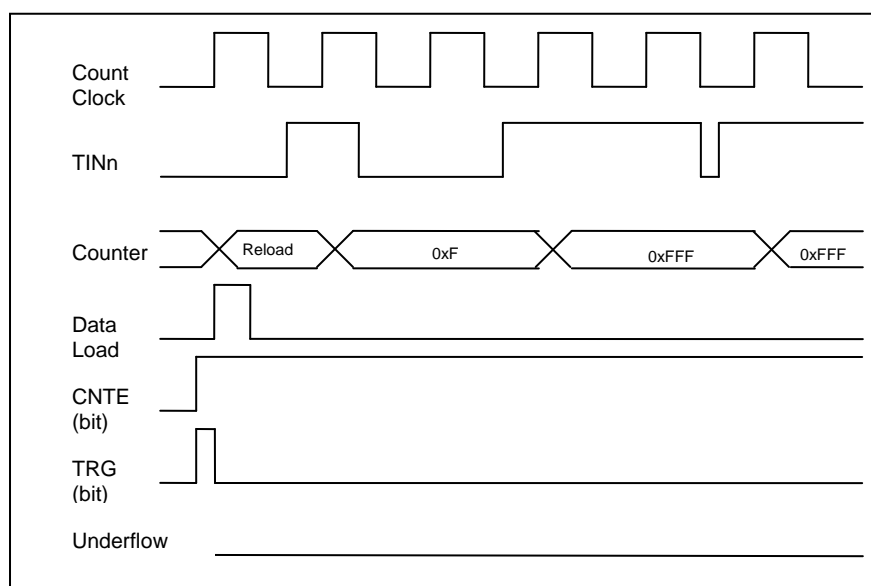 Count
Clock
TINn
Counter
Reload
0xF
0xFFF
0xFFF
Data
Load
CNTE
(bit)
TRG
(bit)
Underflow